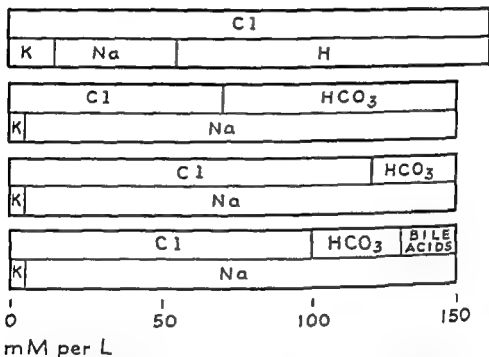 Cl
K Na H
Cl HCO3
K Na
Cl HCO3
K Na
Cl HCO3 BILE ACIDS
K Na
0 50 100 150
mM per L